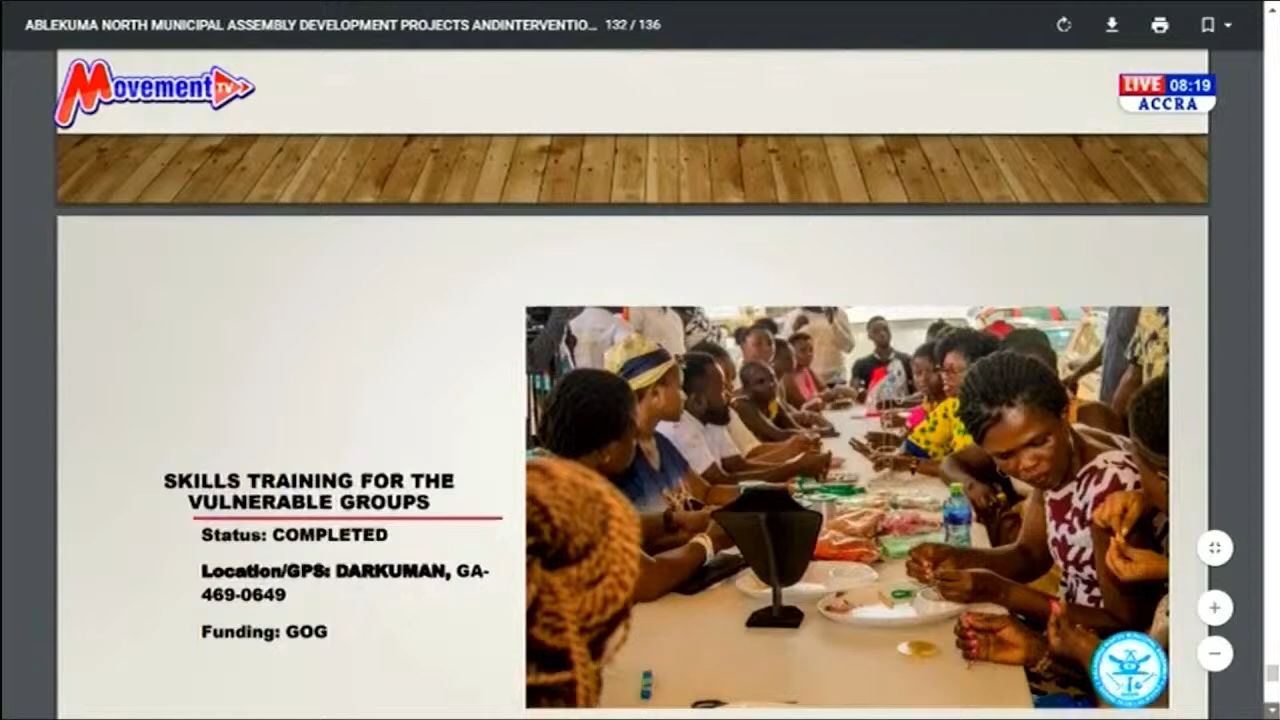 ABLEKUMA NORTH MUNICIPAL ASSEMBLY DEVELOPMENT PROJECTS ANDINTERVENTIO... 132 / 136
Movement TV
LIVE 08:19
ACCRA
SKILLS TRAINING FOR THE
VULNERABLE GROUPS
Status: COMPLETED
Location/GPS: DARKUMAN, GA-
469-0649
Funding: GOG